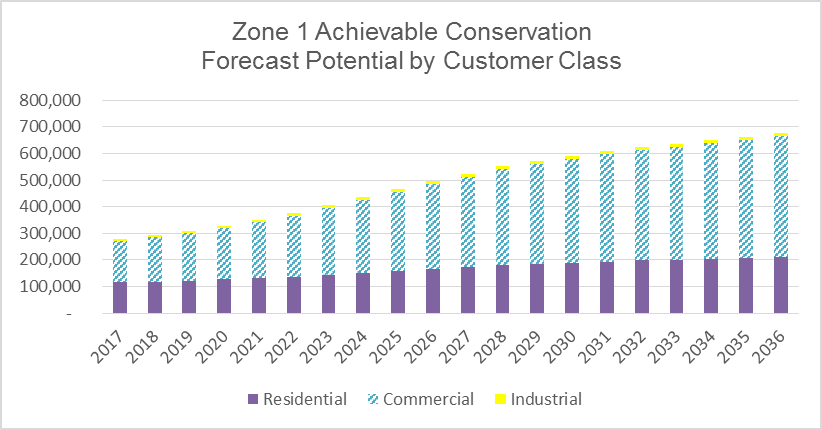 Zone 1 Achievable Conservation
Forecast Potential by Customer Class
800,000
700,000
600,000
500,000
400,000
300,000
200,000
100,000
-
2017 2018 2019 2020 2021 2022 2023 2024 2025 2026 2027 2028 2029 2030 2031 2032 2033 2034 2035 2036
Residential Commercial Industrial